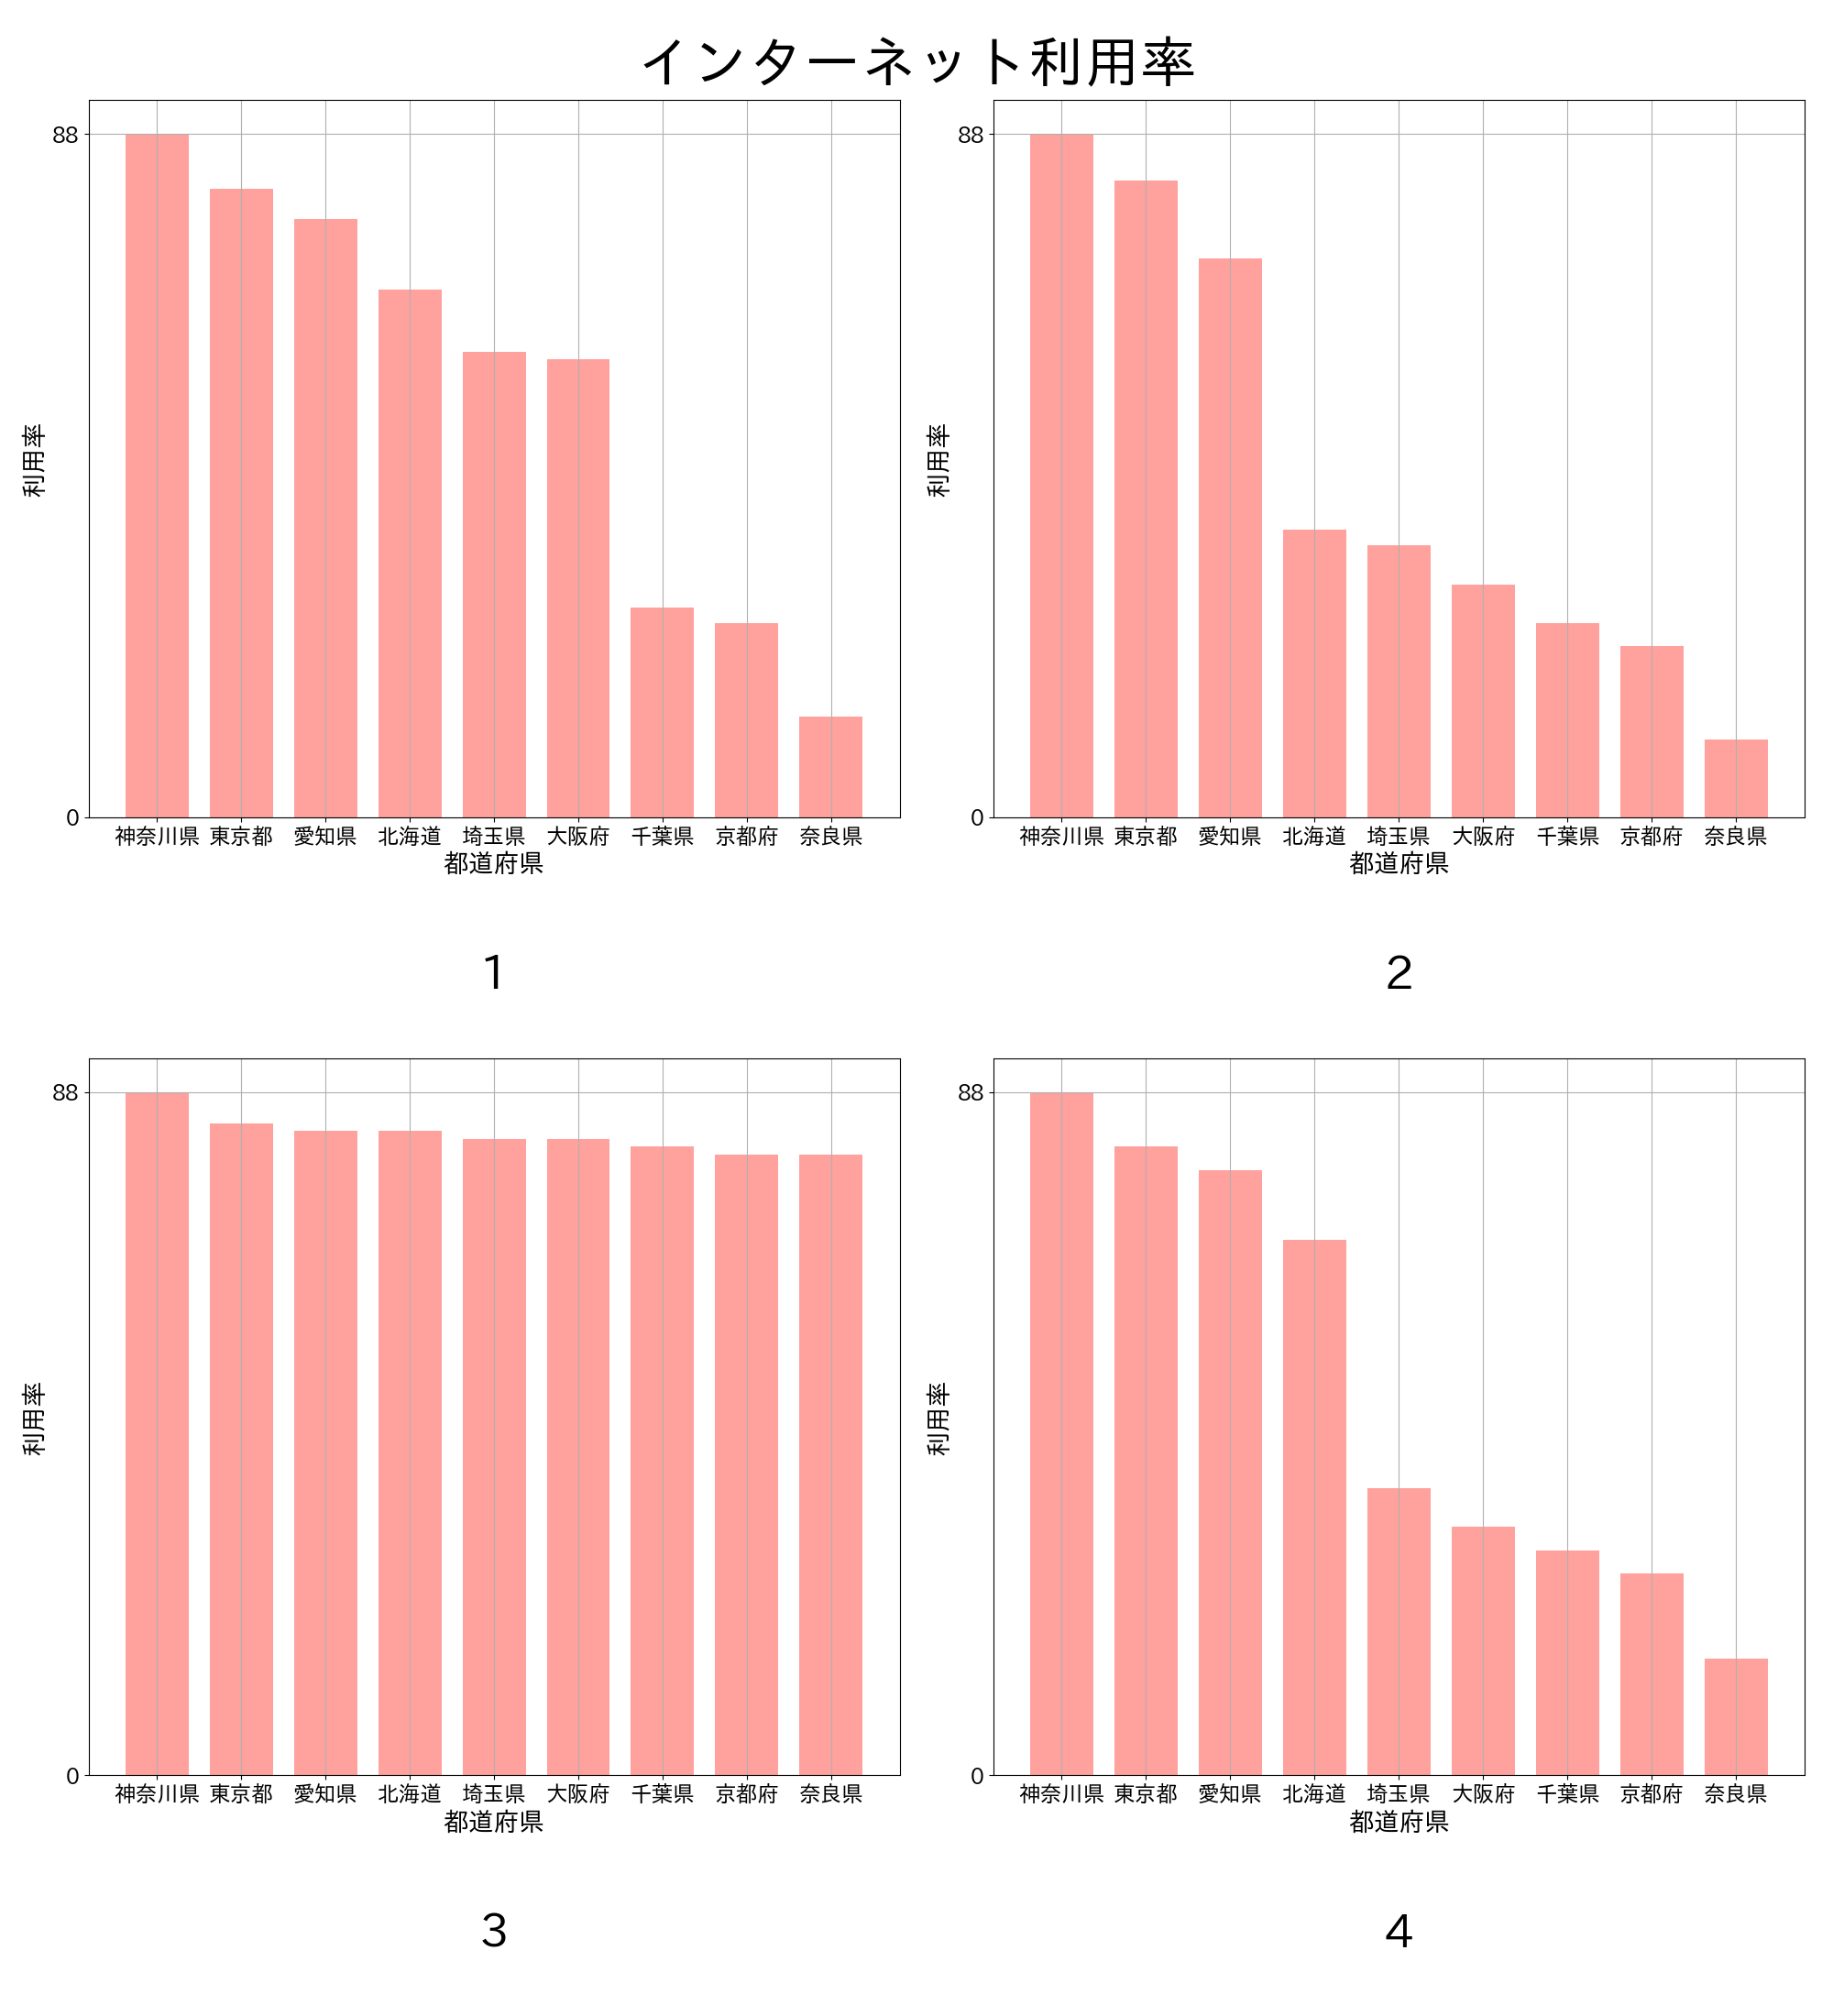 インターネット利用率
88
0
利用率
神奈川県 東京都 愛知県 北海道 埼玉県 大阪府 千葉県 京都府 奈良県
都道府県
1
88
0
利用率
神奈川県 東京都 愛知県 北海道 埼玉県 大阪府 千葉県 京都府 奈良県
都道府県
2
88
0
利用率
神奈川県 東京都 愛知県 北海道 埼玉県 大阪府 千葉県 京都府 奈良県
都道府県
3
88
0
利用率
神奈川県 東京都 愛知県 北海道 埼玉県 大阪府 千葉県 京都府 奈良県
都道府県
4